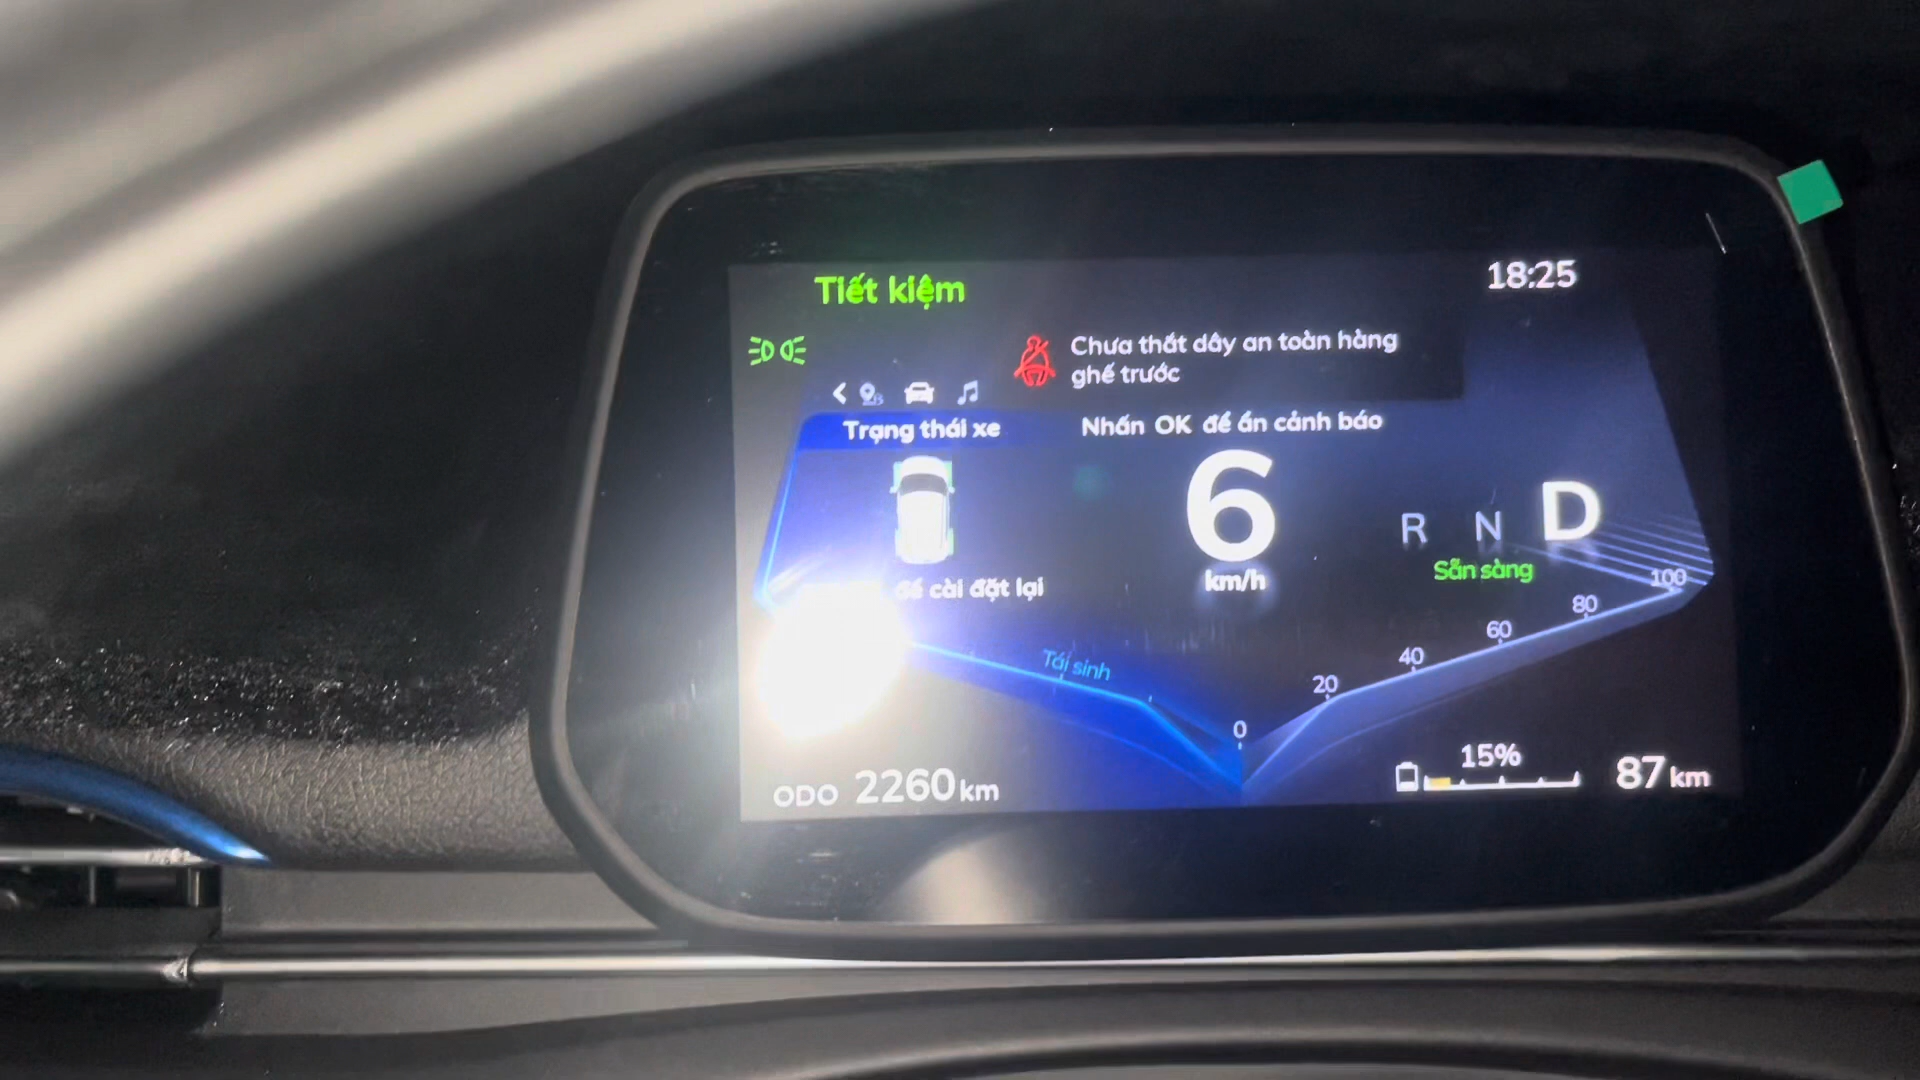 Tiết kiệm
18:25
Chưa thắt dây an toàn hàng
ghế trước
Trạng thái xe
Nhấn OK để ẩn cảnh báo
6
km/h
R N D
Sẵn sàng
để cài đặt lại
Tái sinh
0
20
40
60
80
100
ODO 2260 km
15%
87 km